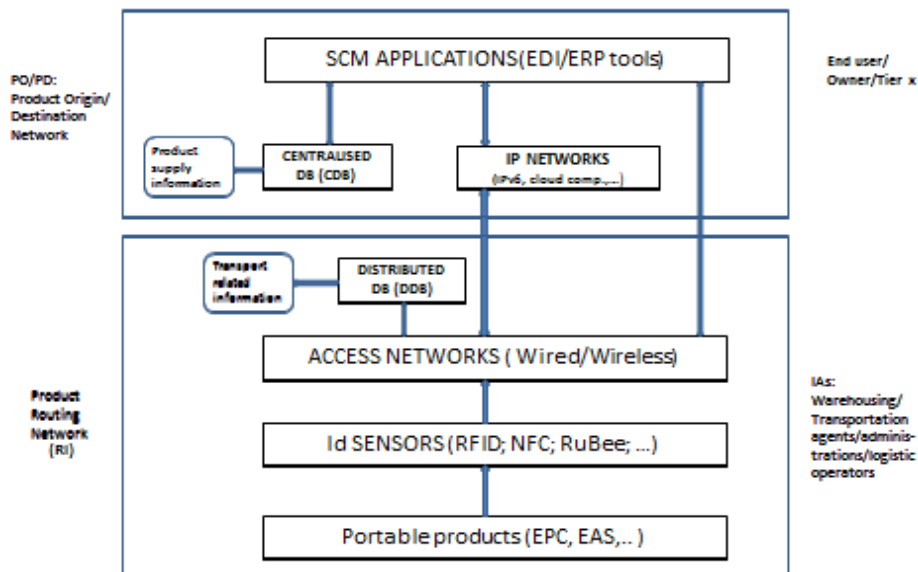 SCM APPLICATIONS(EDI/ERP tools)
PO/PD:
Product Origin/
Destination
Network
End user/
Owner/Tier x
Product
supply
information
CENTRALISED
DB (CDB)
IP NETWORKS
(IPv6, cloud comp.,...)
Transport
related
information
DISTRIBUTED
DB (DDB)
ACCESS NETWORKS ( Wired/Wireless)
Product
Routing
Network
(RI)
IAs:
Warehousing/
Transportation
agents/adminis-
trations/logistic
operators
Id SENSORS (RFID; NFC; RuBee; ...)
Portable products (EPC, EAS,.. )